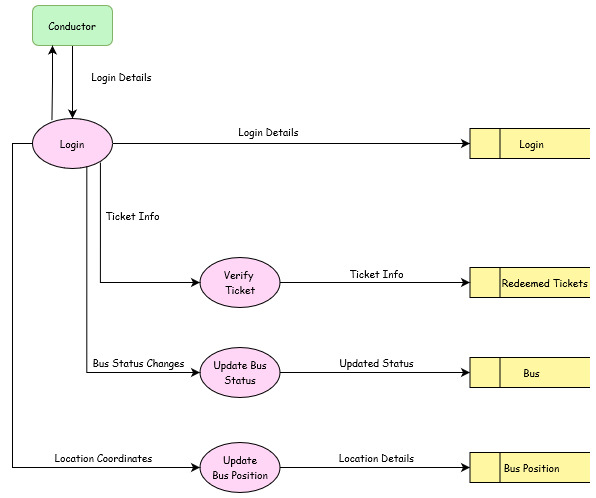 Conductor
Login Details
Login Details
Login
Login
Ticket Info
Verify
Ticket
Ticket Info
Redeemed Tickets
Bus Status Changes
Update Bus
Status
Updated Status
Bus
Location Coordinates
Update
Bus Position
Location Details
Bus Position